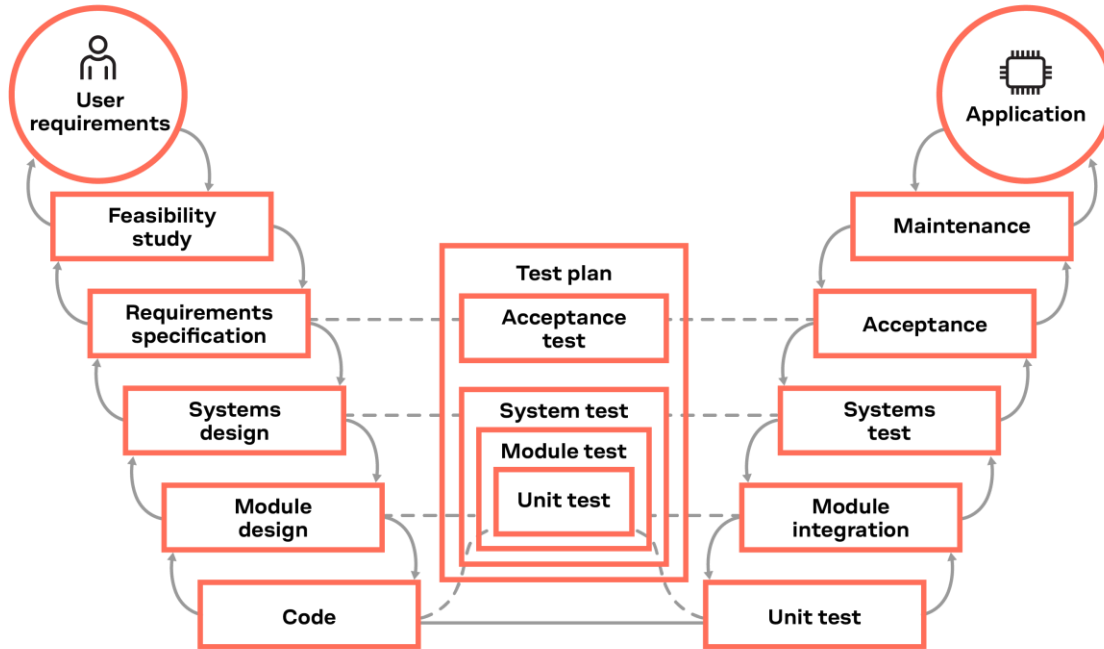 User
requirements
Application
Feasibility
study
Maintenance
Test plan
Requirements
specification
Acceptance
test
Acceptance
Systems
design
System test
Systems
test
Module test
Unit test
Module
design
Module
integration
Code
Unit test